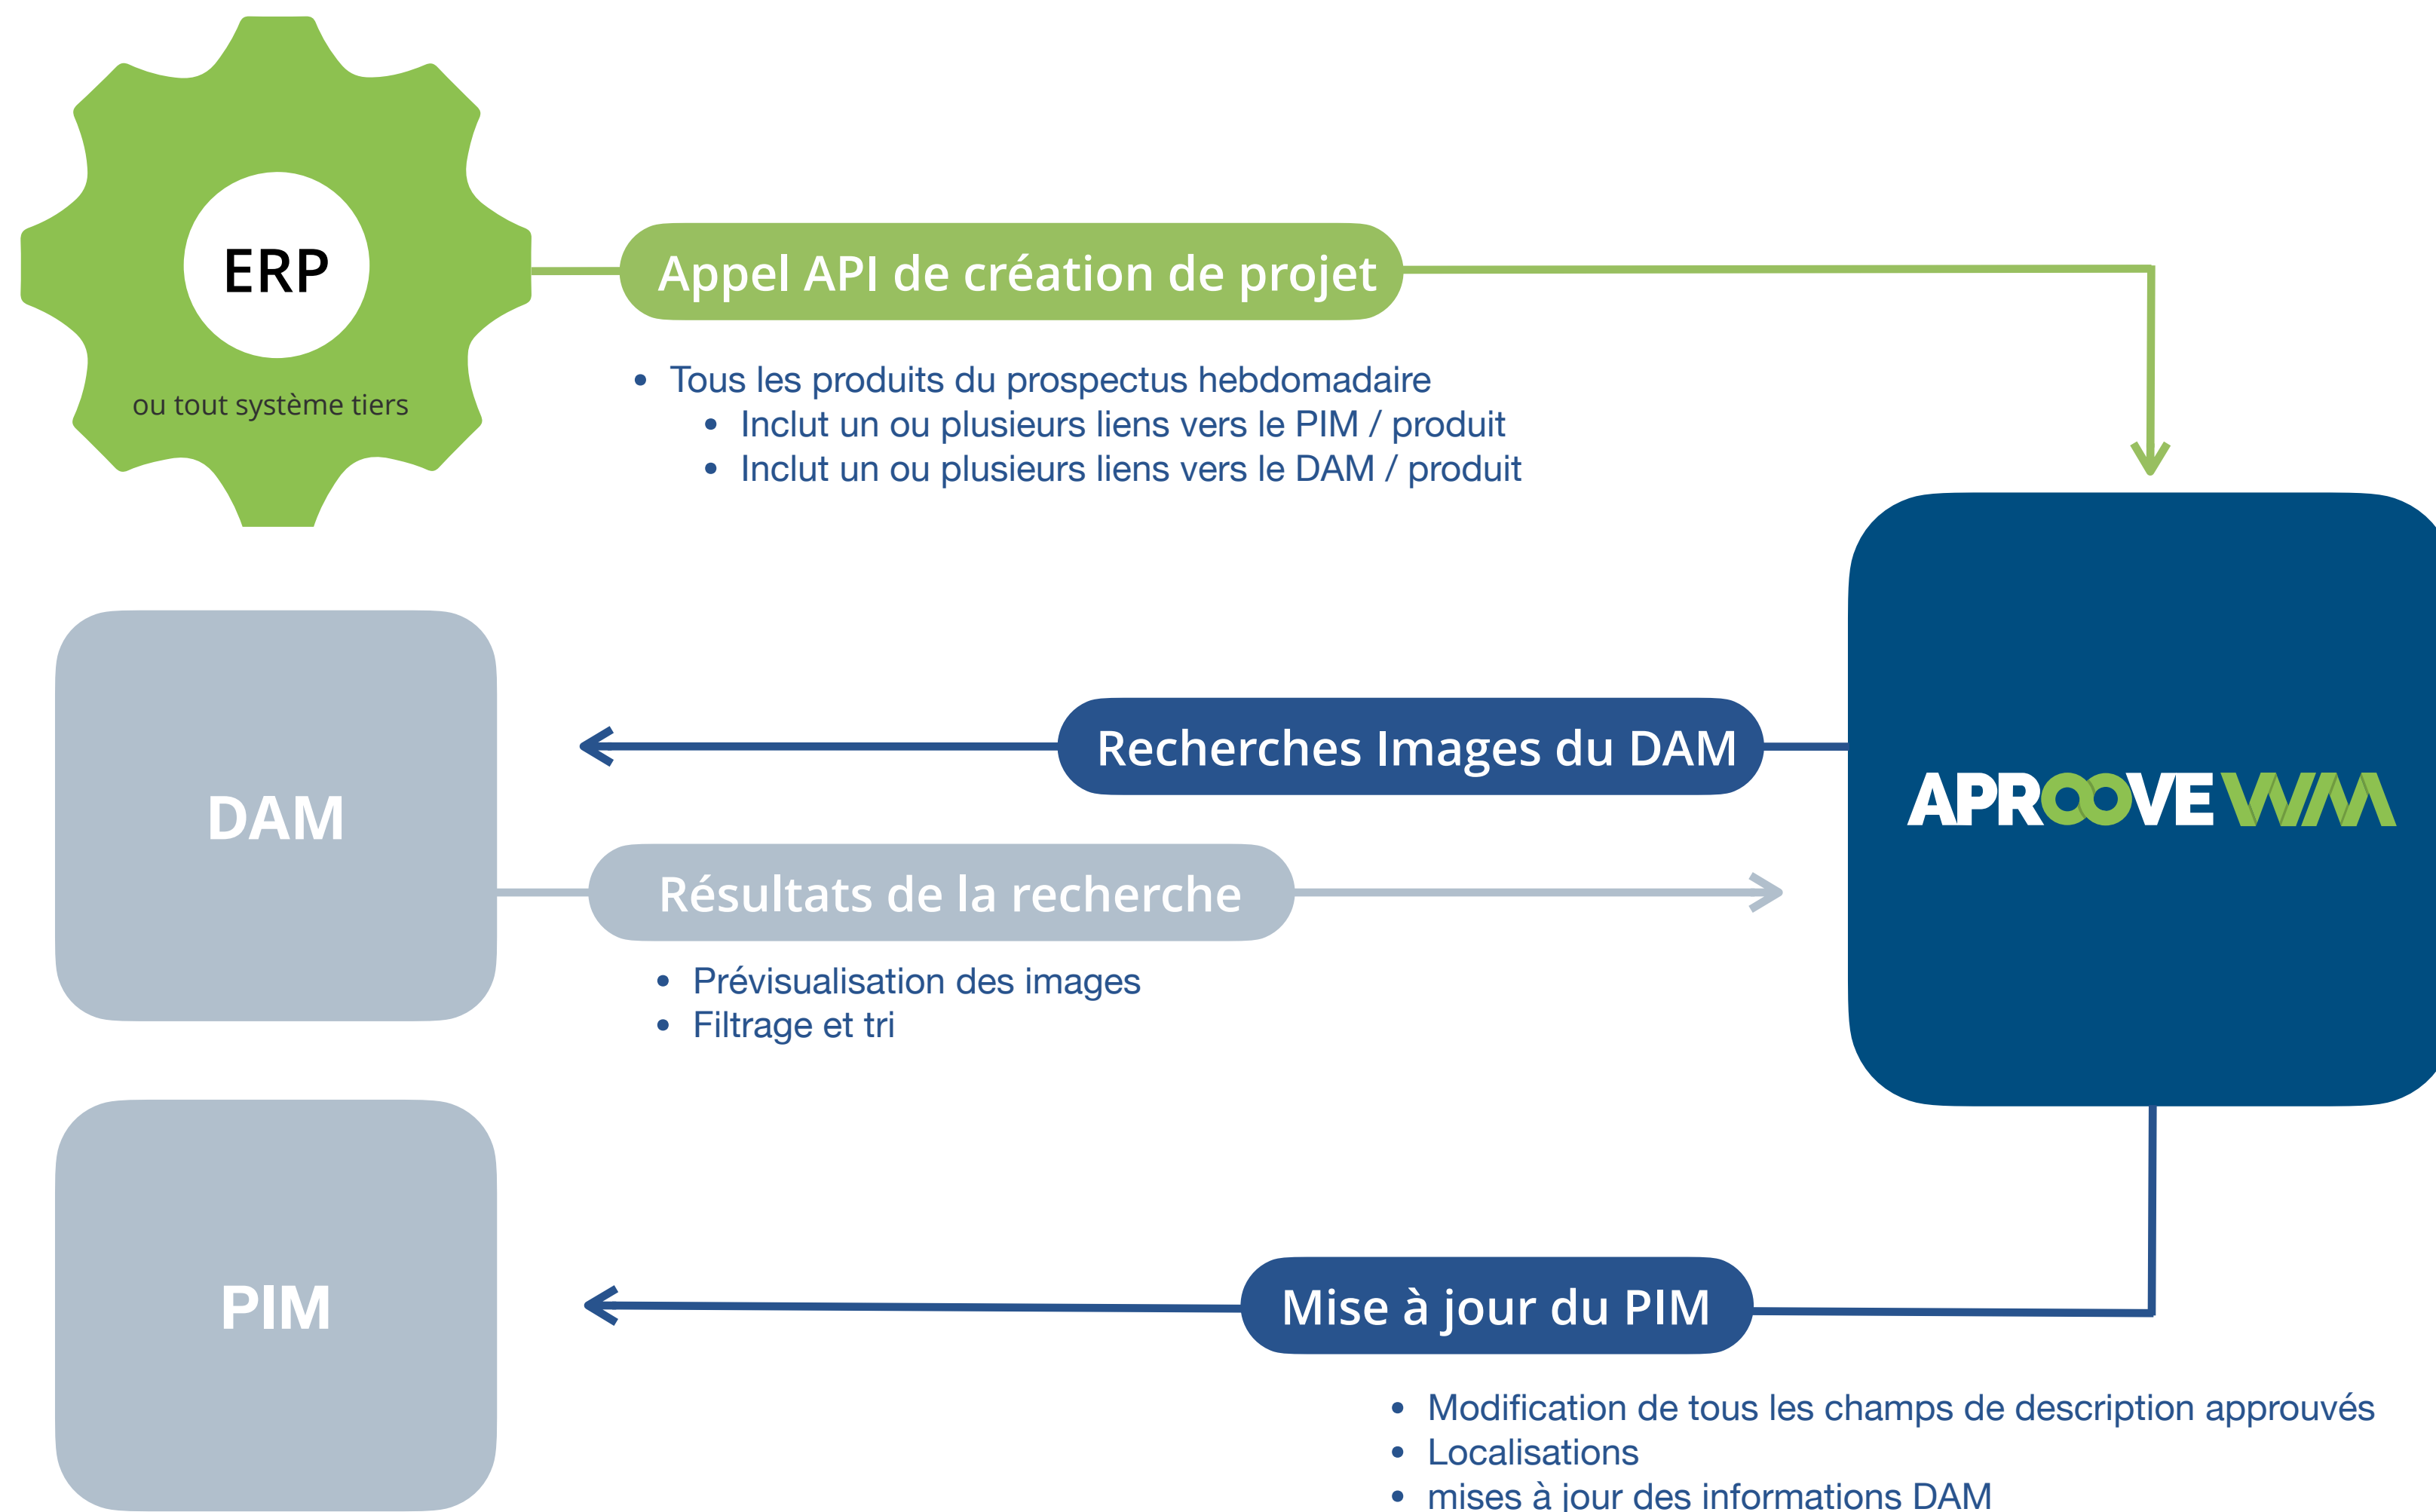 ERP
ou tout système tiers
Appel API de création de projet
• Tous les produits du prospectus hebdomadaire
• Inclut un ou plusieurs liens vers le PIM / produit
• Inclut un ou plusieurs liens vers le DAM / produit
DAM
Recherches Images du DAM
APROOVE WM
Résultats de la recherche
• Prévisualisation des images
• Filtrage et tri
PIM
Mise à jour du PIM
• Modification de tous les champs de description approuvés
• Localisations
• mises à jour des informations DAM